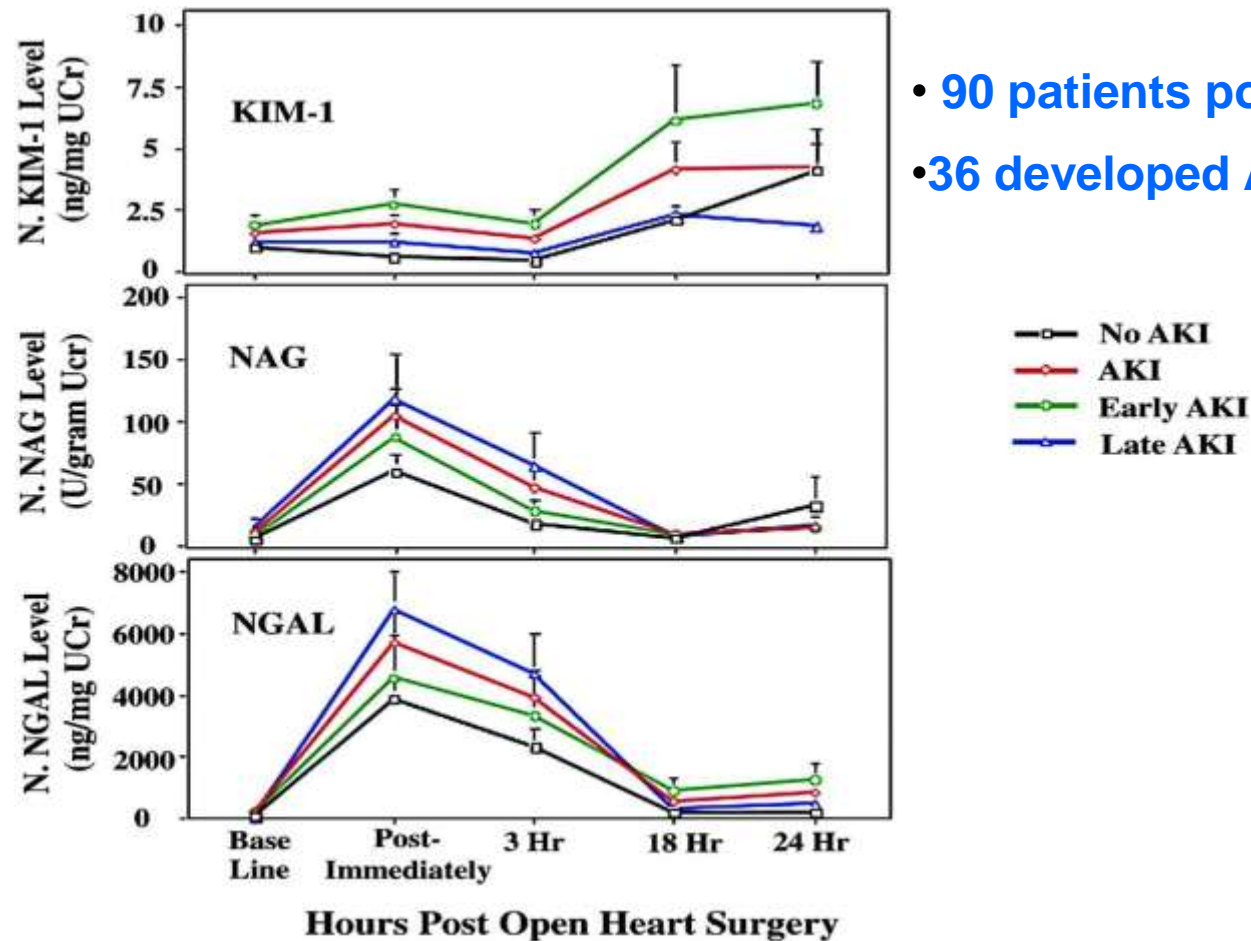 N. KIM-1 Level
(ng/mg UCr)
10
7.5
5
2.5
0
KIM-1
N. NAG Level
(U/gram Ucr)
200
150
100
50
0
NAG
N. NGAL Level
(ng/mg UCr)
8000
6000
4000
2000
0
NGAL
Base
Line
Post-
Immediately
3 Hr
18 Hr
24 Hr
Hours Post Open Heart Surgery
• 90 patients po
•36 developed A
No AKI
AKI
Early AKI
Late AKI